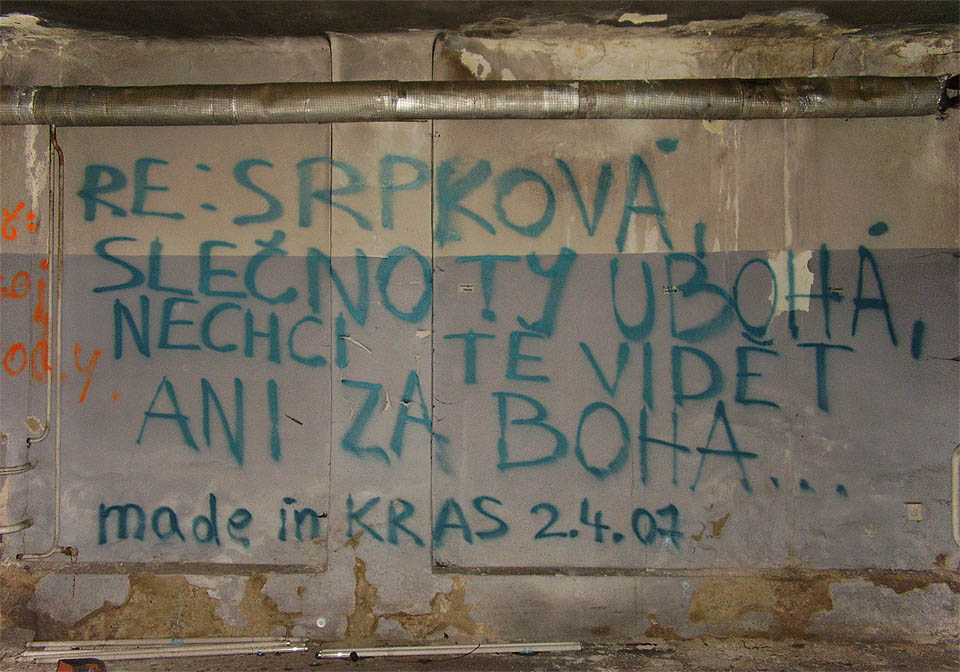 RE: SRPKOVÁ,
SLEČNO TY UBOHÁ,
NECHCI TĚ VIDĚT
ANI ZA BOHA...
made in KRAS 2.4.07